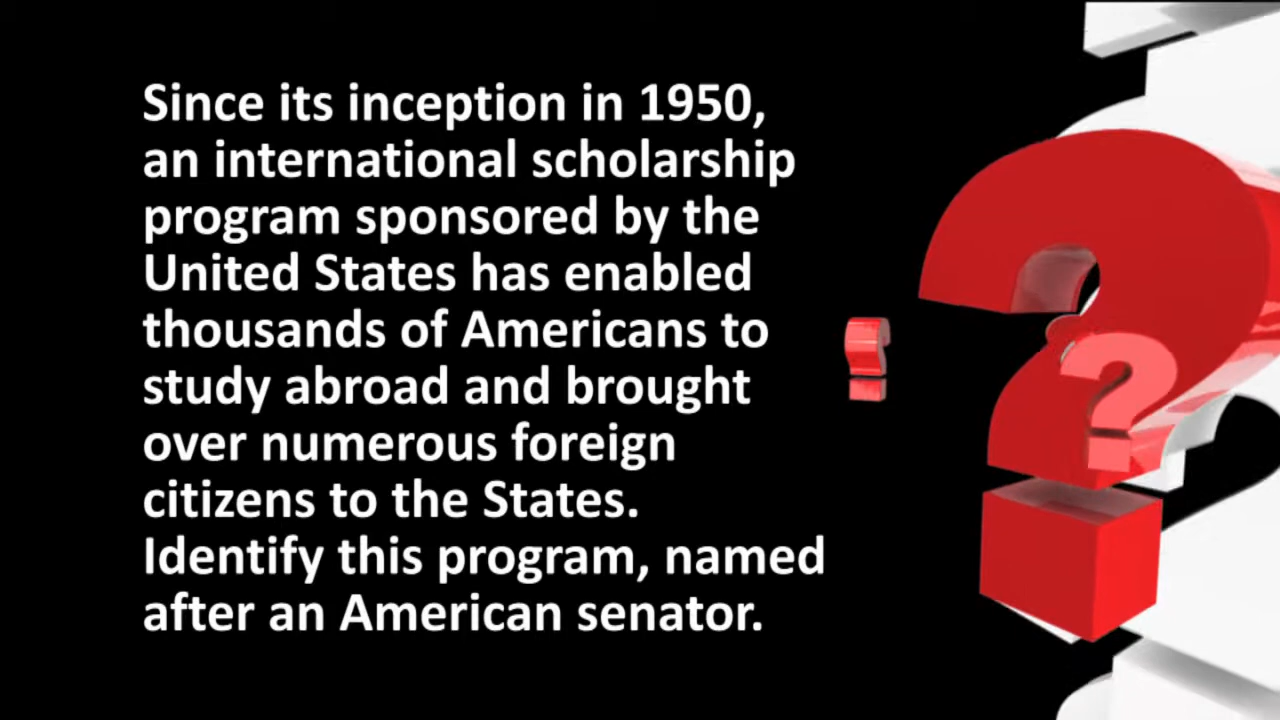 Since its inception in 1950,
an international scholarship
program sponsored by the
United States has enabled
thousands of Americans to
study abroad and brought
over numerous foreign
citizens to the States.
Identify this program, named
after an American senator.